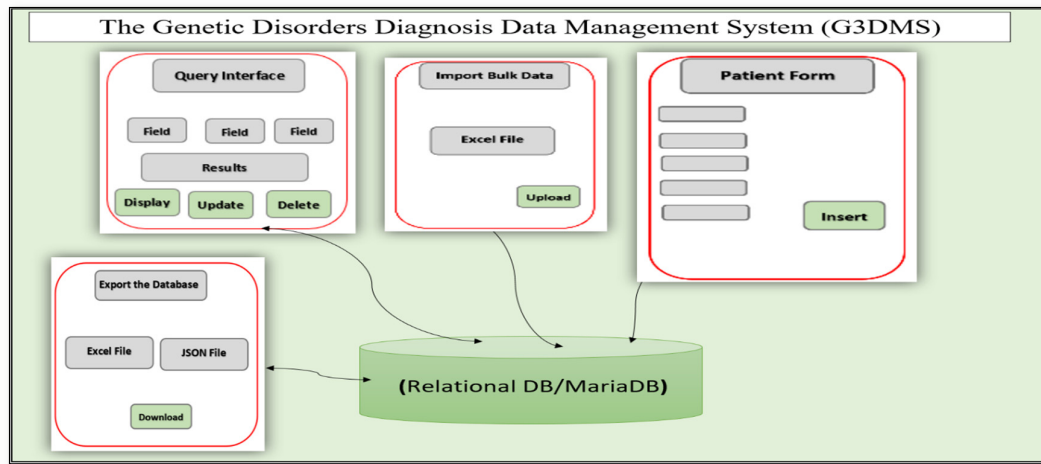 The Genetic Disorders Diagnosis Data Management System (G3DMS)
Query Interface
Field
Field
Field
Results
Display
Update
Delete
Import Bulk Data
Excel File
Upload
Patient Form
Insert
Export the Database
Excel File
JSON File
Download
(Relational DB/MariaDB)